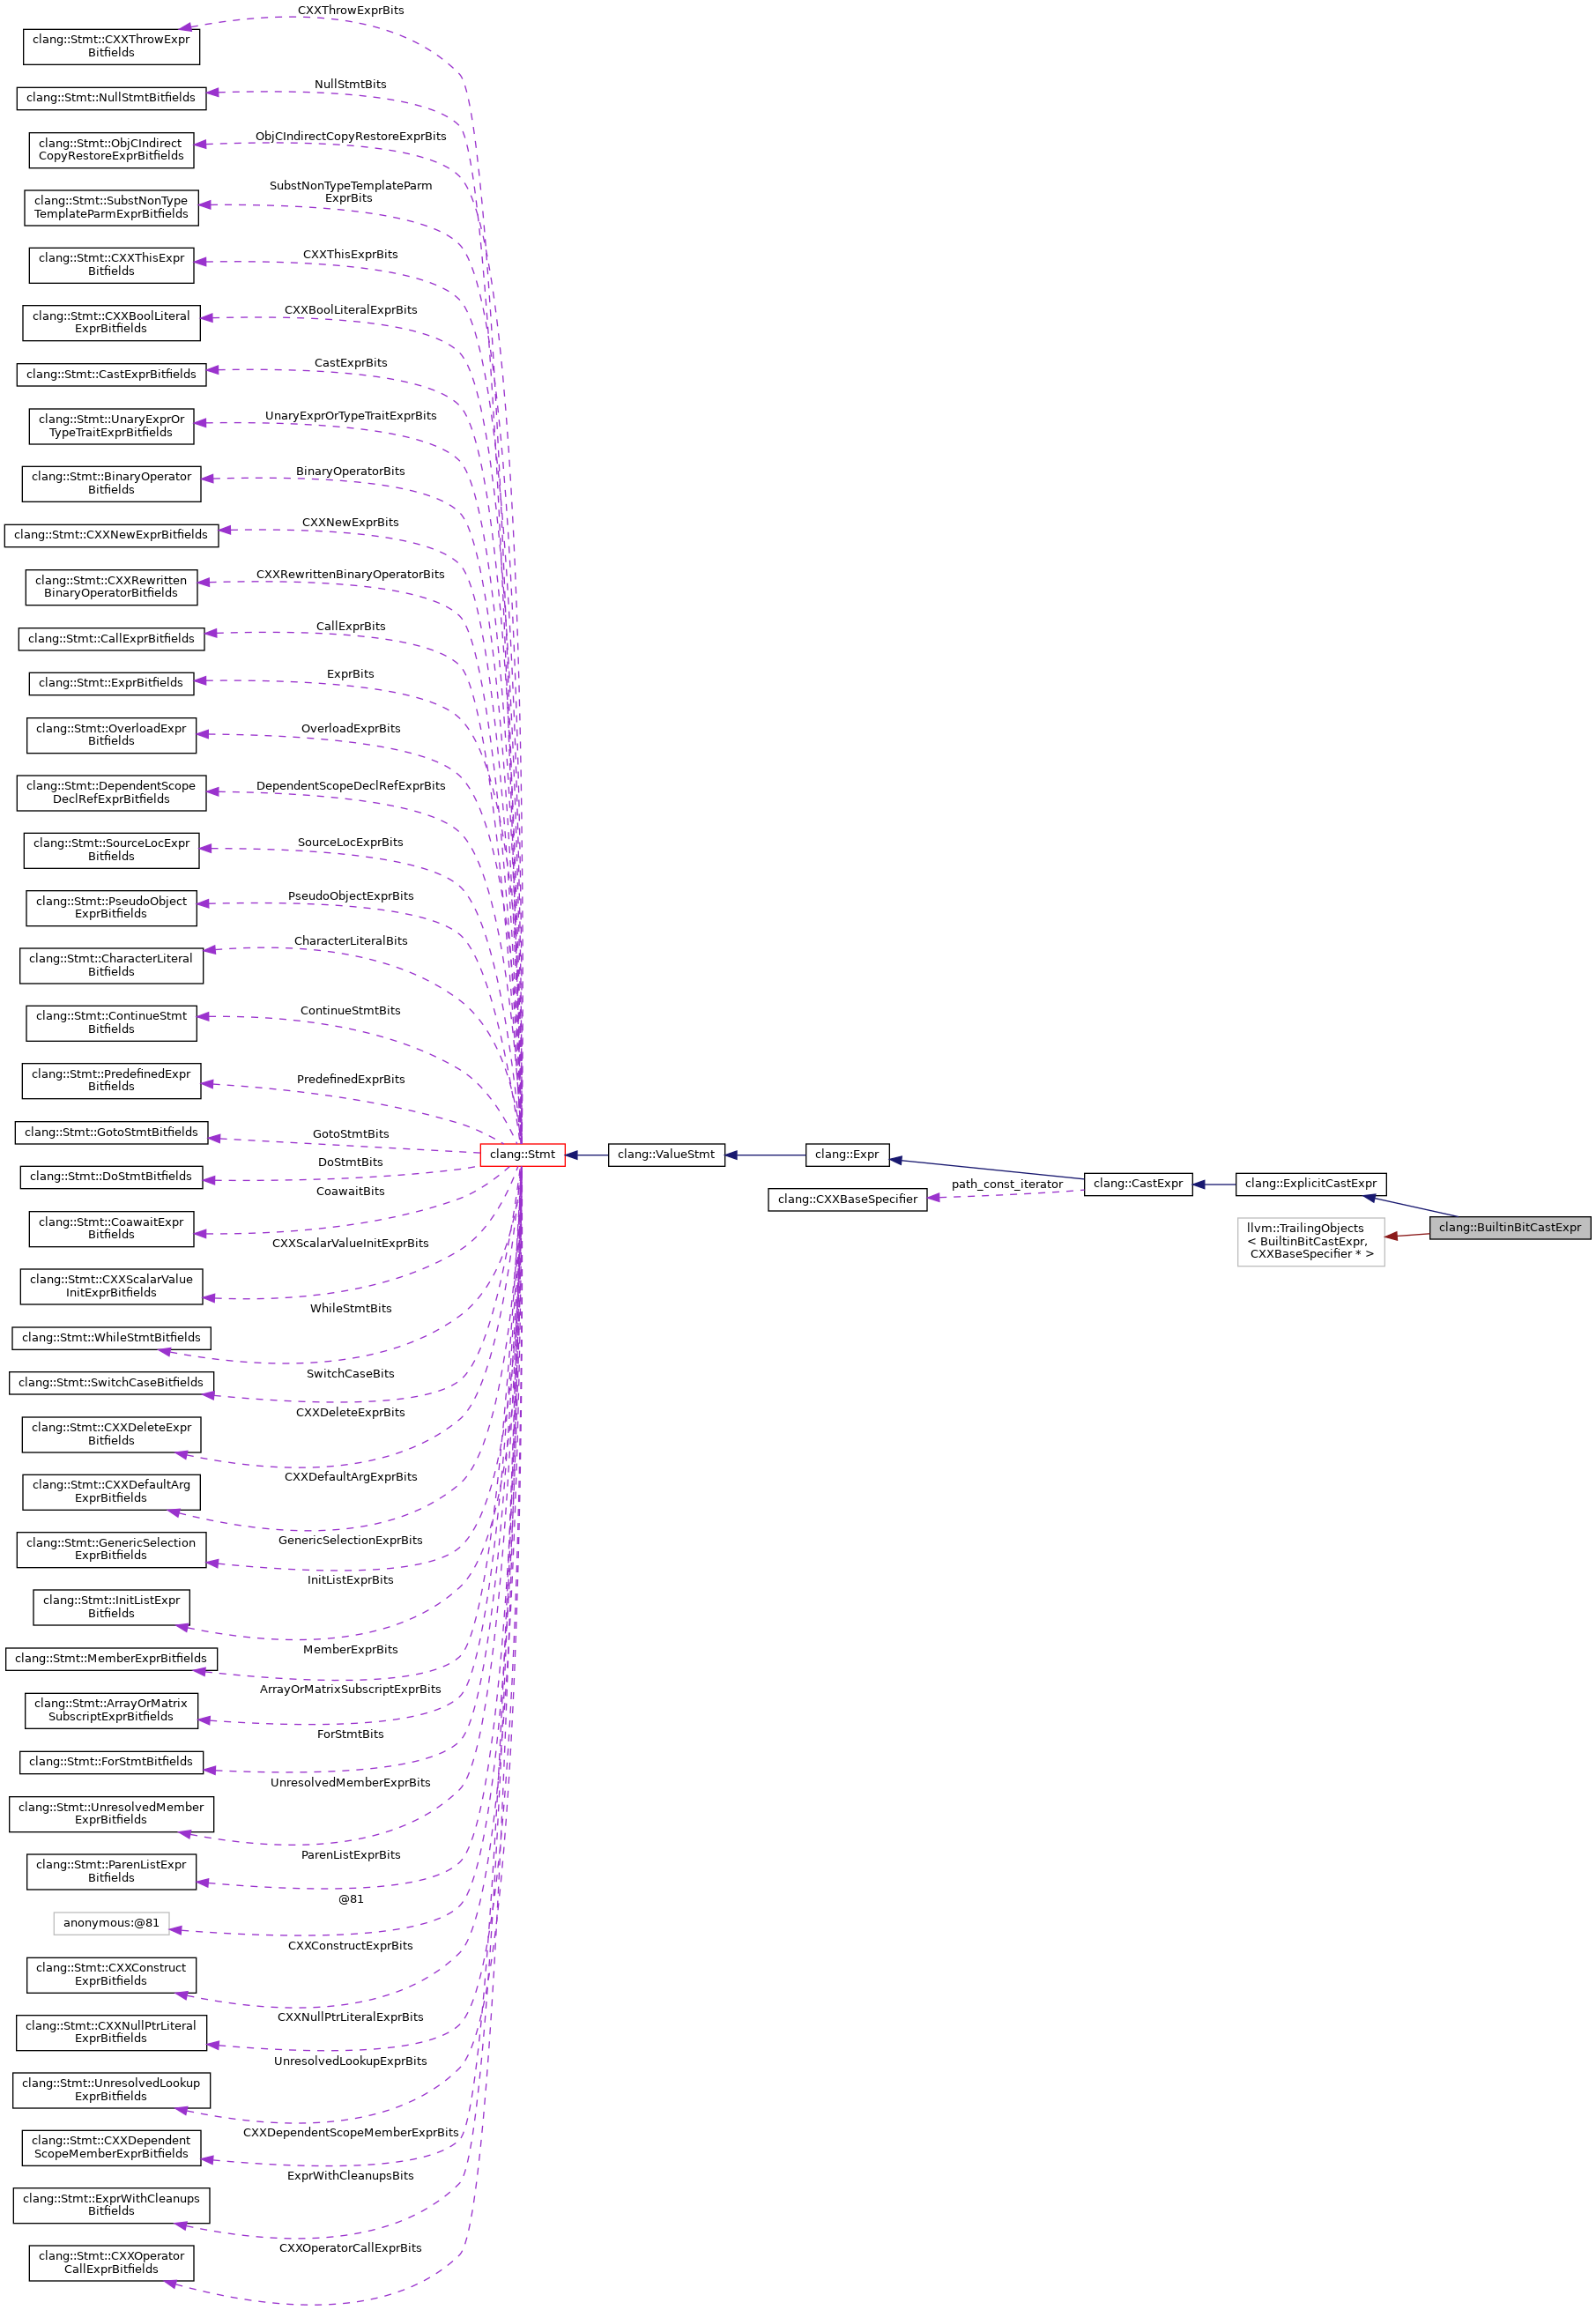 CXXThrowExprBits
clang::Stmt::CXXThrowExpr
Bitfields
NullStmtBits
clang::Stmt::NullStmtBitfields
ObjCIndirectCopyRestoreExprBits
clang::Stmt::ObjCIndirect
CopyRestoreExprBitfields
SubstNonTypeTemplateParm
ExprBits
clang::Stmt::SubstNonType
TemplateParmExprBitfields
CXXThisExprBits
clang::Stmt::CXXThisExpr
Bitfields
CXXBoolLiteralExprBits
clang::Stmt::CXXBoolLiteral
ExprBitfields
CastExprBits
clang::Stmt::CastExprBitfields
UnaryExprOrTypeTraitExprBits
clang::Stmt::UnaryExprOr
TypeTraitExprBitfields
BinaryOperatorBits
clang::Stmt::BinaryOperator
Bitfields
CXXNewExprBits
clang::Stmt::CXXNewExprBitfields
CXXRewrittenBinaryOperatorBits
clang::Stmt::CXXRewritten
BinaryOperatorBitfields
CallExprBits
clang::Stmt::CallExprBitfields
ExprBits
clang::Stmt::ExprBitfields
OverloadExprBits
clang::Stmt::OverloadExpr
Bitfields
DependentScopeDeclRefExprBits
clang::Stmt::DependentScope
DeclRefExprBitfields
SourceLocExprBits
clang::Stmt::SourceLocExpr
Bitfields
PseudoObjectExprBits
clang::Stmt::PseudoObject
ExprBitfields
CharacterLiteralBits
clang::Stmt::CharacterLiteral
Bitfields
ContinueStmtBits
clang::Stmt::ContinueStmt
Bitfields
PredefinedExprBits
clang::Stmt::PredefinedExpr
Bitfields
GotoStmtBits
clang::Stmt::GotoStmtBitfields
DoStmtBits
clang::Stmt::DoStmtBitfields
clang::Stmt
clang::ValueStmt
clang::Expr
path_const_iterator
clang::CXXBaseSpecifier
clang::CastExpr
clang::ExplicitCastExpr
clang::BuiltinBitCastExpr
llvm::TrailingObjects
< BuiltinBitCastExpr,
CXXBaseSpecifier * >
CoawaitBits
clang::Stmt::CoawaitExpr
Bitfields
CXXScalarValueInitExprBits
clang::Stmt::CXXScalarValue
InitExprBitfields
WhileStmtBits
clang::Stmt::WhileStmtBitfields
SwitchCaseBits
clang::Stmt::SwitchCaseBitfields
CXXDeleteExprBits
clang::Stmt::CXXDeleteExpr
Bitfields
CXXDefaultArgExprBits
clang::Stmt::CXXDefaultArg
ExprBitfields
GenericSelectionExprBits
clang::Stmt::GenericSelection
ExprBitfields
InitListExprBits
clang::Stmt::InitListExpr
Bitfields
MemberExprBits
clang::Stmt::MemberExprBitfields
ArrayOrMatrixSubscriptExprBits
clang::Stmt::ArrayOrMatrix
SubscriptExprBitfields
ForStmtBits
clang::Stmt::ForStmtBitfields
UnresolvedMemberExprBits
clang::Stmt::UnresolvedMember
ExprBitfields
ParenListExprBits
clang::Stmt::ParenListExpr
Bitfields
@81
anonymous:@81
CXXConstructExprBits
clang::Stmt::CXXConstruct
ExprBitfields
CXXNullPtrLiteralExprBits
clang::Stmt::CXXNullPtrLiteral
ExprBitfields
UnresolvedLookupExprBits
clang::Stmt::UnresolvedLookup
ExprBitfields
CXXDependentScopeMemberExprBits
clang::Stmt::CXXDependent
ScopeMemberExprBitfields
ExprWithCleanupsBits
clang::Stmt::ExprWithCleanups
Bitfields
CXXOperatorCallExprBits
clang::Stmt::CXXOperator
CallExprBitfields